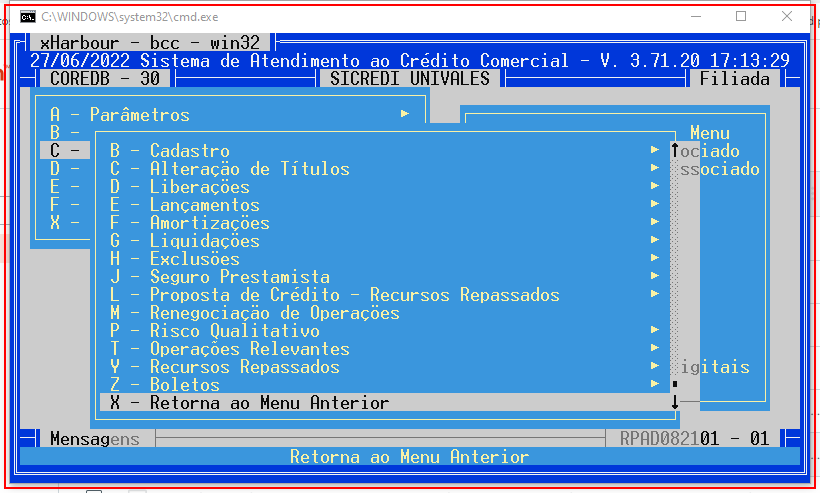 C:\WINDOWS\system32\cmd.exe
xHarbour - bcc - win32
27/06/2022 Sistema de Atendimento ao Crédito Comercial - V. 3.71.20 17:13:29
COREDB - 30 SICREDI UNIVALES Filiada
A - Parâmetros ►
B - Menu
C - B - Cadastro ► ociado
C - Alteração de Títulos ► ssociado
D - D - Liberações ►
E - E - Lançamentos ►
F - F - Amortizações ►
X - G - Liquidações ►
H - Exclusões ►
J - Seguro Prestamista ►
L - Proposta de Crédito - Recursos Repassados ►
M - Renegociação de Operações
P - Risco Qualitativo ►
T - Operações Relevantes ►
Y - Recursos Repassados ► igitais
Z - Boletos ►
X - Retorna ao Menu Anterior
Mensagens RPAD082101 - 01
Retorna ao Menu Anterior